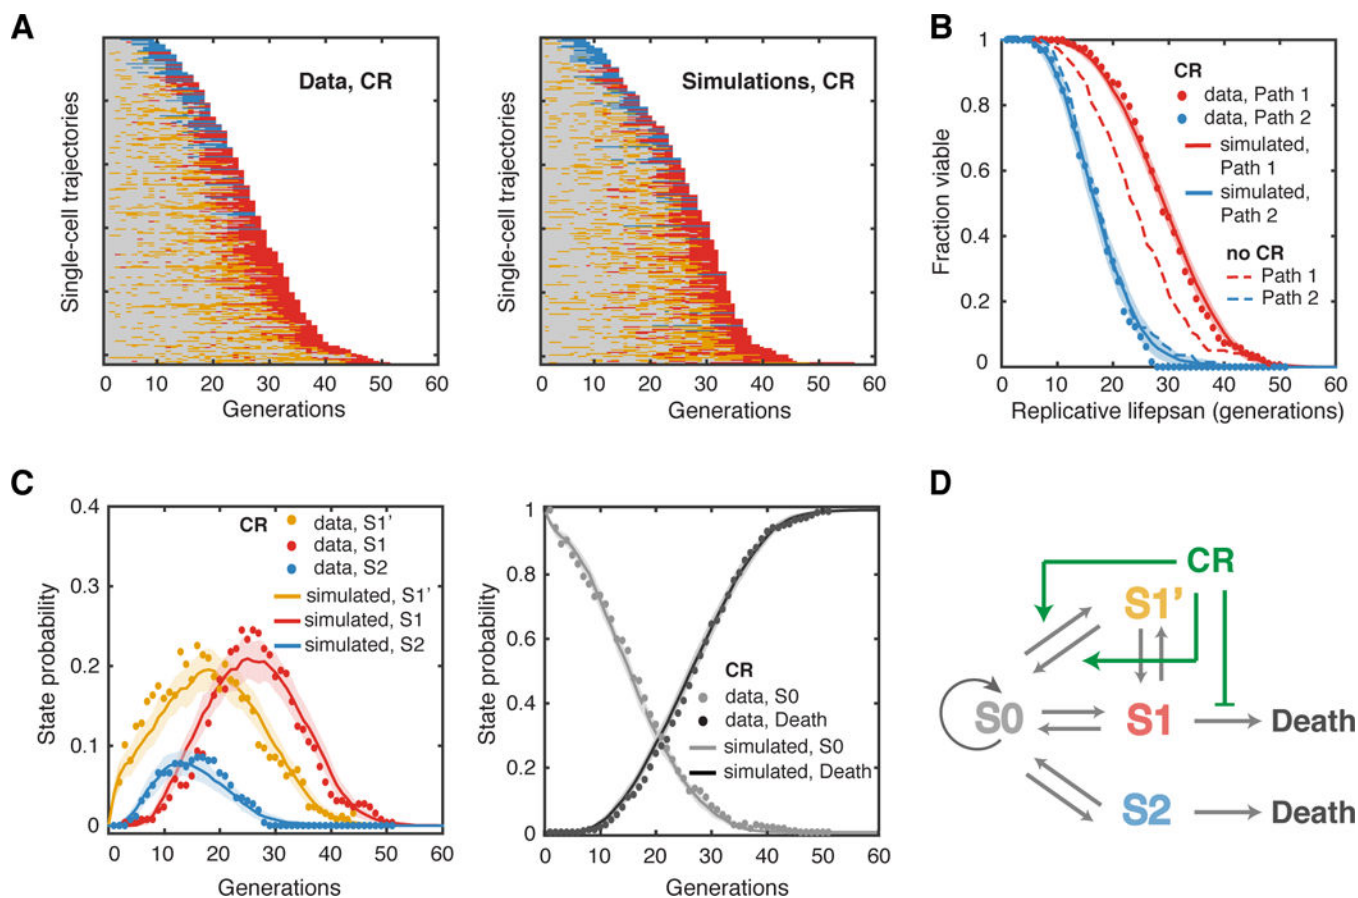 A
Data, CR
Single-cell trajectories
0 10 20 30 40 50 60
Generations
Simulations, CR
Single-cell trajectories
0 10 20 30 40 50 60
Generations
B
1
0.8
0.6
0.4
0.2
0
Fraction viable
CR
data, Path 1
data, Path 2
simulated,
Path 1
simulated,
Path 2
no CR
Path 1
Path 2
0 10 20 30 40 50 60
Replicative lifepsan (generations)
C
0.4
0.3
0.2
0.1
0
State probability
CR
data, S1'
data, S1
data, S2
simulated, S1'
simulated, S1
simulated, S2
0 10 20 30 40 50 60
Generations
1
0.8
0.6
0.4
0.2
0
State probability
CR
data, S0
data, Death
simulated, S0
simulated, Death
0 10 20 30 40 50 60
Generations
D
CR
S1'
S0 S1 Death
S2 Death